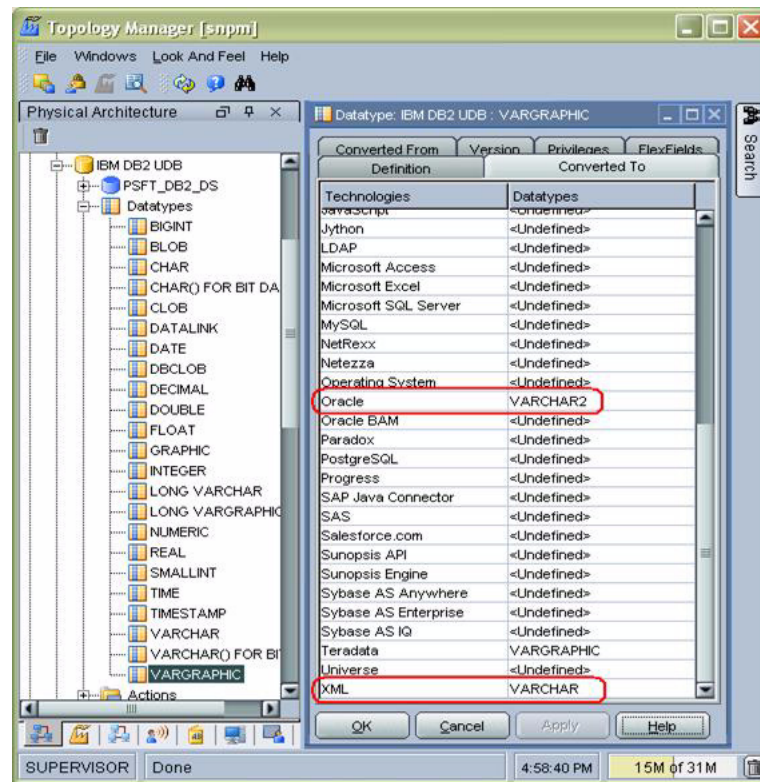 Topology Manager [snpm]
File Windows Look And Feel Help
Physical Architecture
IBM DB2 UDB
PSFT_DB2_DS
Datatypes
BIGINT
BLOB
CHAR
CHAR() FOR BIT DA
CLOB
DATALINK
DATE
DBCLOB
DECIMAL
DOUBLE
FLOAT
GRAPHIC
INTEGER
LONG VARCHAR
LONG VARGRAPHIC
NUMERIC
REAL
SMALLINT
TIME
TIMESTAMP
VARCHAR
VARCHAR() FOR BI
VARGRAPHIC
Actions
Datatype: IBM DB2 UDB : VARGRAPHIC
Converted From Version Privileges FlexFields
Definition Converted To
Technologies Datatypes
JavaScript <Undefined>
Jython <Undefined>
LDAP <Undefined>
Microsoft Access <Undefined>
Microsoft Excel <Undefined>
Microsoft SQL Server <Undefined>
MySQL <Undefined>
NetRexx <Undefined>
Netezza <Undefined>
Operating System <Undefined>
Oracle VARCHAR2
Oracle BAM <Undefined>
Paradox <Undefined>
PostgreSQL <Undefined>
Progress <Undefined>
SAP Java Connector <Undefined>
SAS <Undefined>
Salesforce.com <Undefined>
Sunopsis API <Undefined>
Sunopsis Engine <Undefined>
Sybase AS Anywhere <Undefined>
Sybase AS Enterprise <Undefined>
Sybase AS IQ <Undefined>
Teradata VARGRAPHIC
Universe <Undefined>
XML VARCHAR
OK Cancel Apply Help
Search
SUPERVISOR Done 4:58:40 PM 15M of 31M